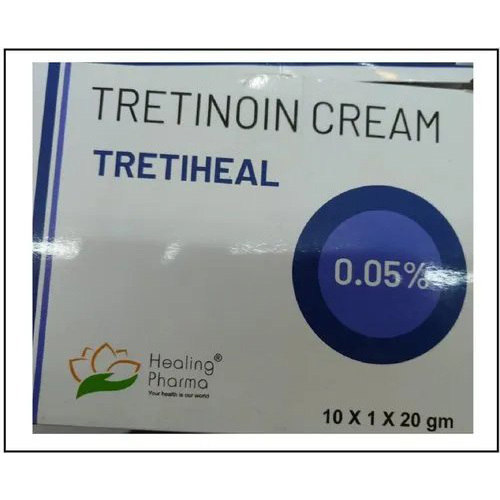 TRETINOIN CREAM
TRETIHEAL
0.05%
Healing®
Pharma
Your health is our world
10 X 1 X 20 gm